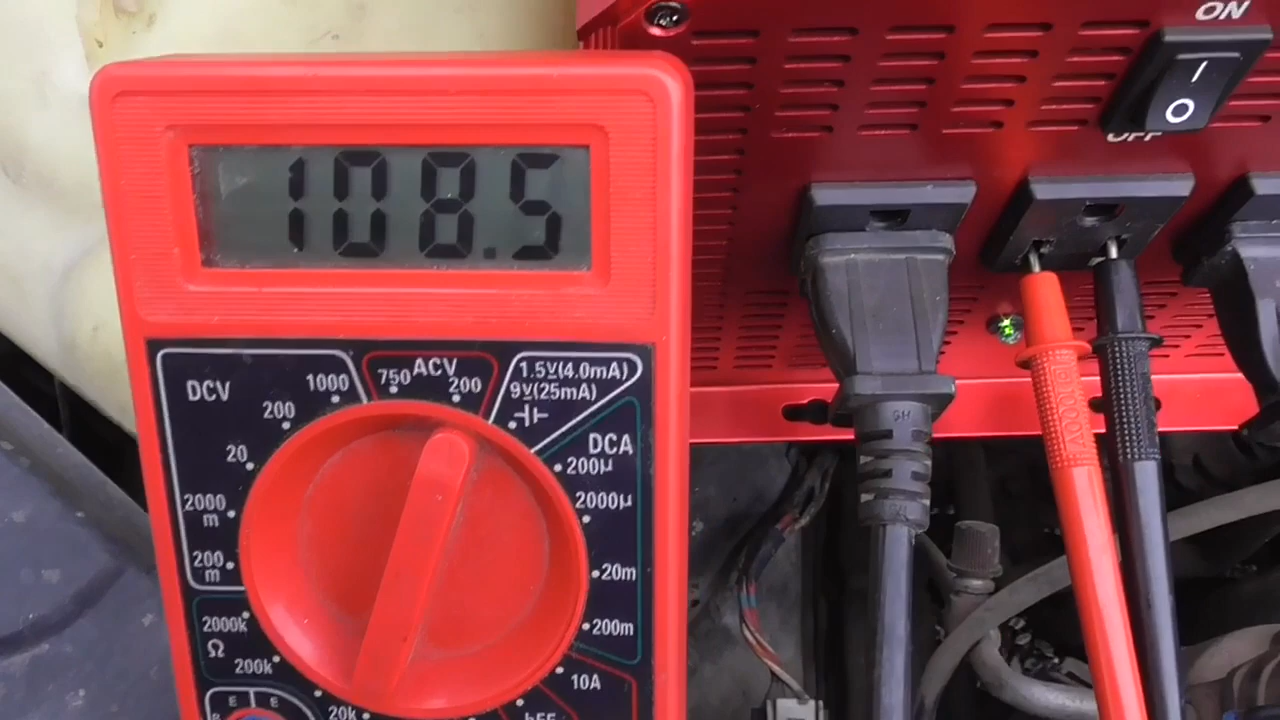 ON
I
O
OFF
108.5
DCV
1000
750
ACV
200
1.5V(4.0mA)
9V(25mA)
200
DCA
20
200µ
2000
m
2000µ
200
m
20m
2000k
Ω
200m
200k
10A
E E
20k
hFE
1000V